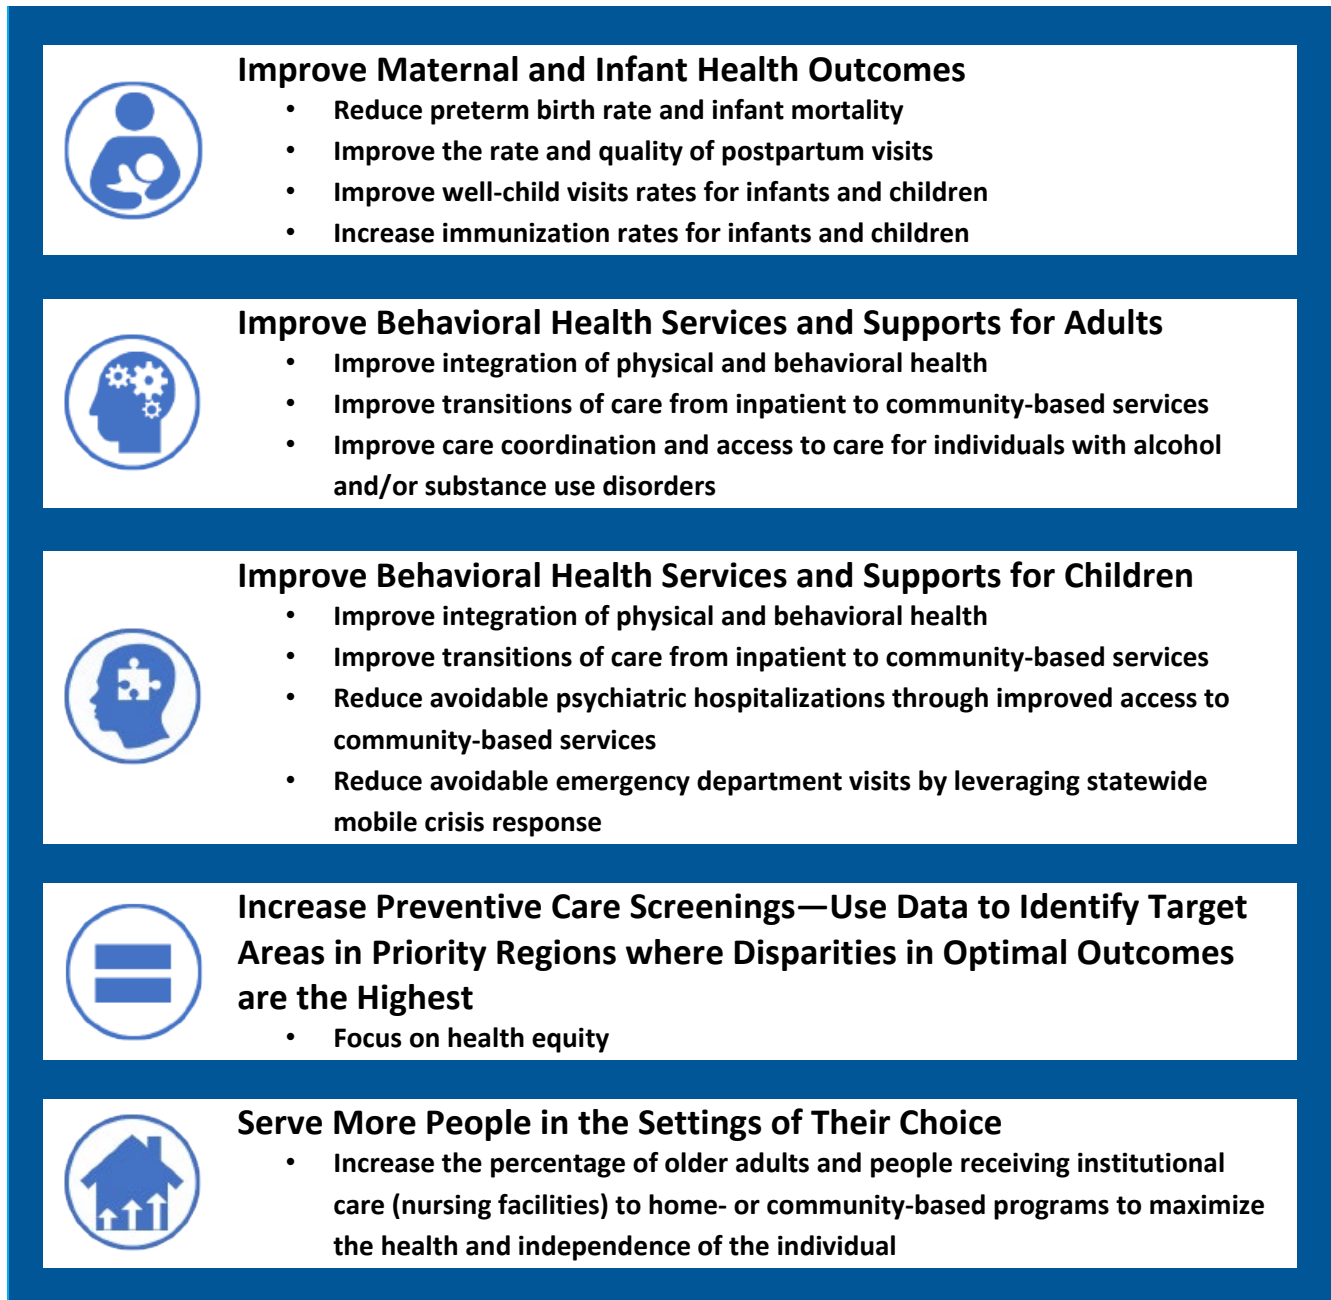 Improve Maternal and Infant Health Outcomes
• Reduce preterm birth rate and infant mortality
• Improve the rate and quality of postpartum visits
• Improve well-child visits rates for infants and children
• Increase immunization rates for infants and children
Improve Behavioral Health Services and Supports for Adults
• Improve integration of physical and behavioral health
• Improve transitions of care from inpatient to community-based services
• Improve care coordination and access to care for individuals with alcohol
and/or substance use disorders
Improve Behavioral Health Services and Supports for Children
• Improve integration of physical and behavioral health
• Improve transitions of care from inpatient to community-based services
• Reduce avoidable psychiatric hospitalizations through improved access to
community-based services
• Reduce avoidable emergency department visits by leveraging statewide
mobile crisis response
Increase Preventive Care Screenings—Use Data to Identify Target
Areas in Priority Regions where Disparities in Optimal Outcomes
are the Highest
• Focus on health equity
Serve More People in the Settings of Their Choice
• Increase the percentage of older adults and people receiving institutional
care (nursing facilities) to home- or community-based programs to maximize
the health and independence of the individual